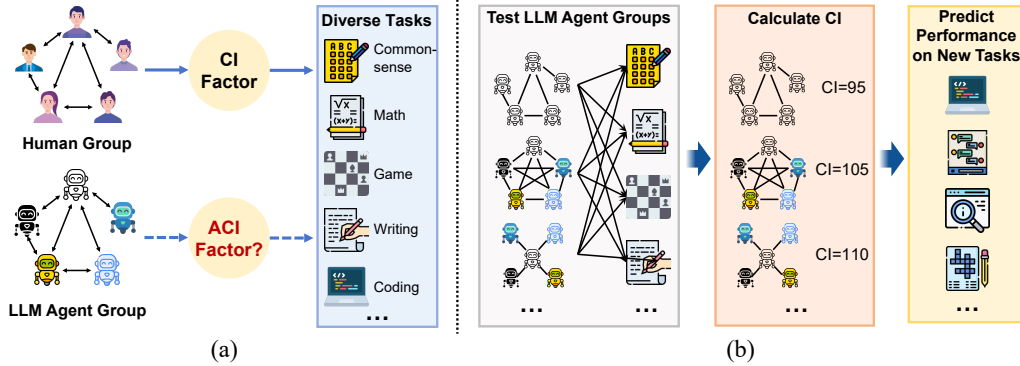 Human Group
CI
Factor
LLM Agent Group
ACI
Factor?
Diverse Tasks
A B C
Common-
sense
√x
(x+y):
Math
Game
Writing
</>
Coding
...
(a)
Test LLM Agent Groups
A B C
√x
(x+y):
...
...
Calculate CI
CI=95
CI=105
CI=110
...
Predict
Performance
on New Tasks
</>
...
(b)